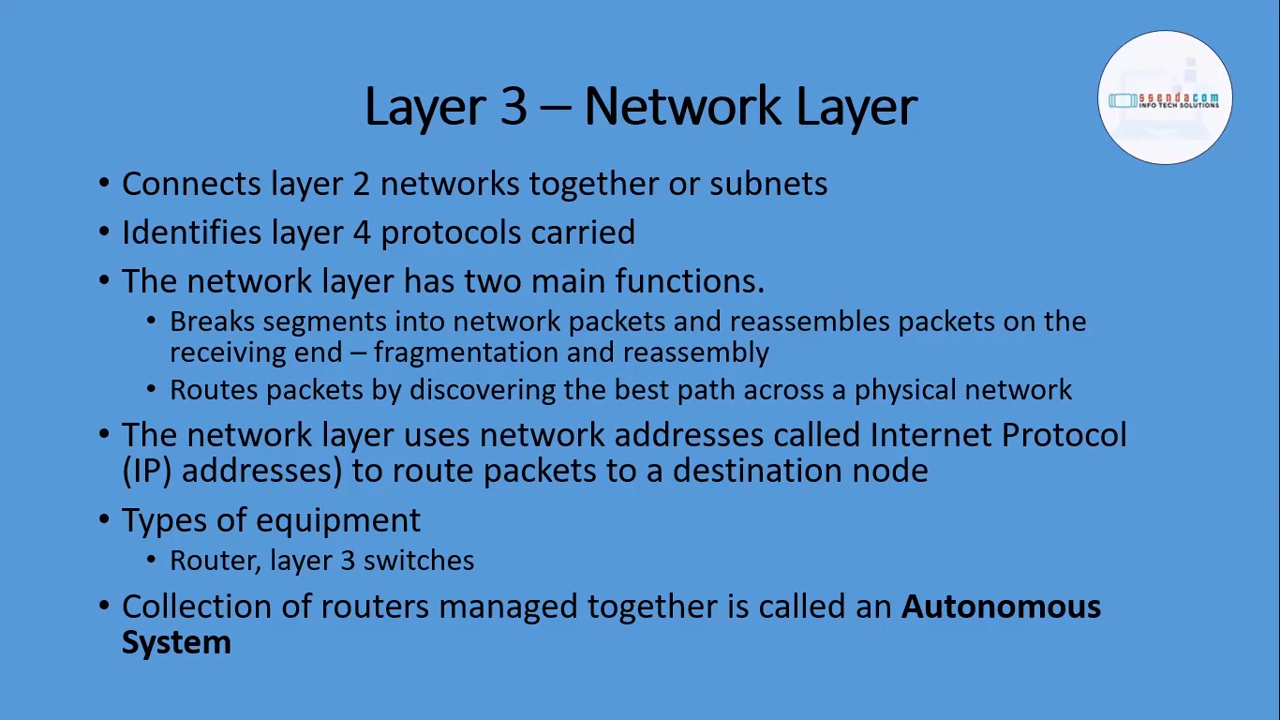 Layer 3 – Network Layer
ssendacom
INFO TECH SOLUTIONS
• Connects layer 2 networks together or subnets
• Identifies layer 4 protocols carried
• The network layer has two main functions.
• Breaks segments into network packets and reassembles packets on the
receiving end – fragmentation and reassembly
• Routes packets by discovering the best path across a physical network
• The network layer uses network addresses called Internet Protocol
(IP) addresses) to route packets to a destination node
• Types of equipment
• Router, layer 3 switches
• Collection of routers managed together is called an Autonomous
System